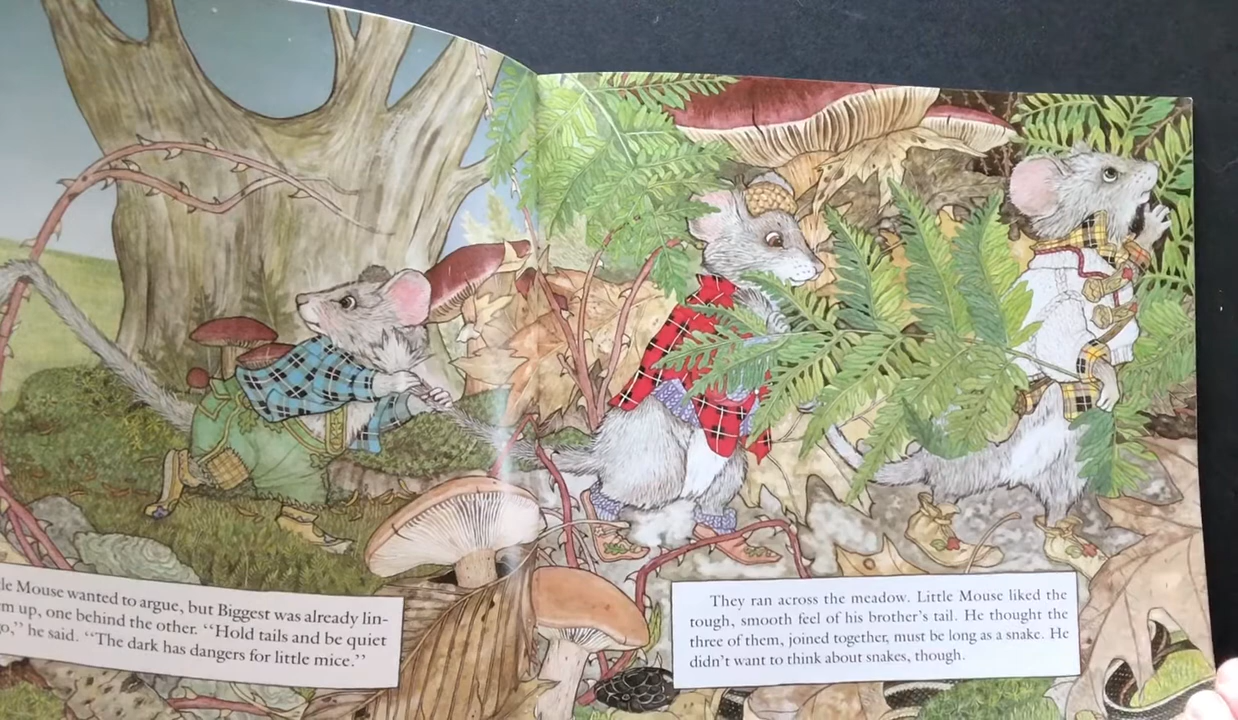 Mouse wanted to argue, but Biggest was already lin-
up, one behind the other. “Hold tails and be quiet
he said. “The dark has dangers for little mice.”
They ran across the meadow. Little Mouse liked the
tough, smooth feel of his brother’s tail. He thought the
three of them, joined together, must be long as a snake. He
didn’t want to think about snakes, though.